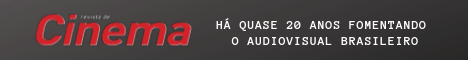 revista de
Cinema
HÁ QUASE 20 ANOS FOMENTANDO
O AUDIOVISUAL BRASILEIRO